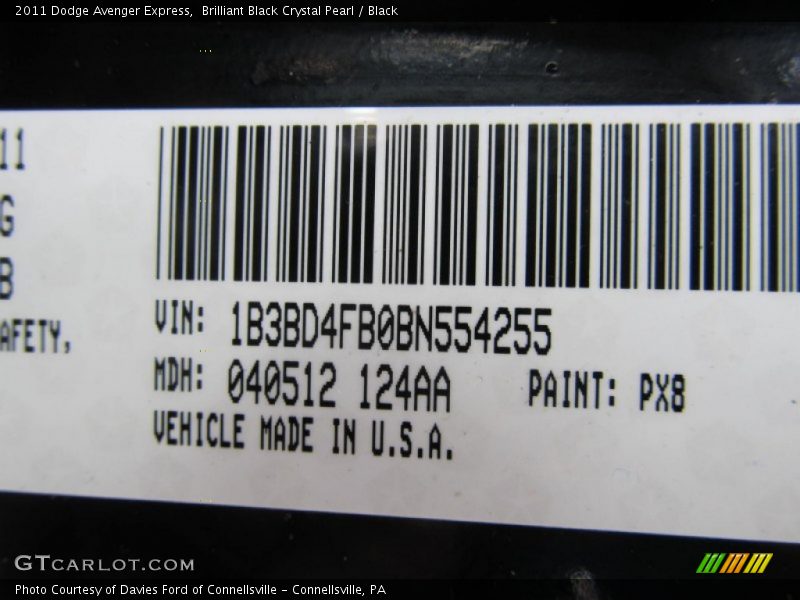 2011 Dodge Avenger Express, Brilliant Black Crystal Pearl / Black
11
G
B
AFETY,
VIN: 1B3BD4FB0BN554255
MDH: 040512 124AA PAINT: PX8
VEHICLE MADE IN U.S.A.
GTCARLOT.COM
Photo Courtesy of Davies Ford of Connellsville - Connellsville, PA